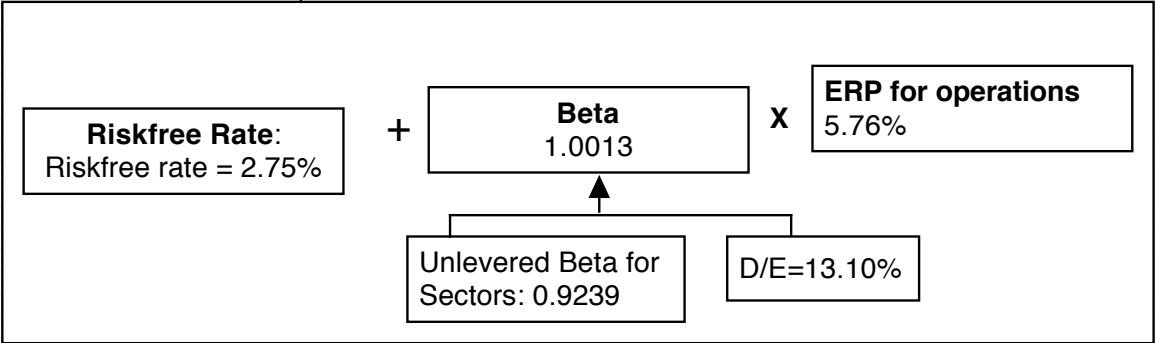 Riskfree Rate:
Riskfree rate = 2.75%
+
Beta
1.0013
x
ERP for operations
5.76%
Unlevered Beta for
Sectors: 0.9239
D/E=13.10%